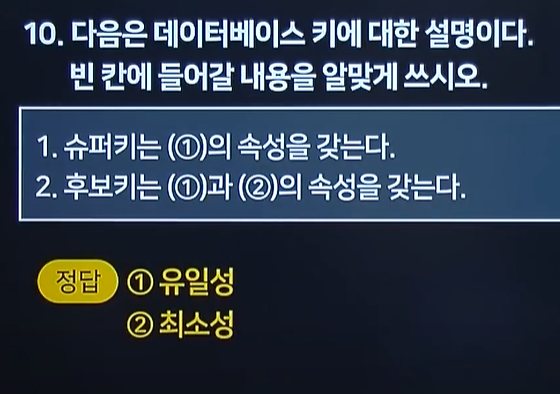 10. 다음은 데이터베이스 키에 대한 설명이다.
빈 칸에 들어갈 내용을 알맞게 쓰시오.
1. 슈퍼키는 (①)의 속성을 갖는다.
2. 후보키는 (①)과 (②)의 속성을 갖는다.
정답 ① 유일성
② 최소성